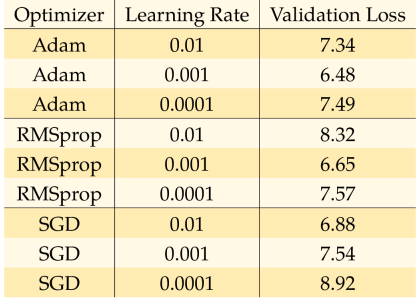 Optimizer Learning Rate Validation Loss
Adam 0.01 7.34
Adam 0.001 6.48
Adam 0.0001 7.49
RMSprop 0.01 8.32
RMSprop 0.001 6.65
RMSprop 0.0001 7.57
SGD 0.01 6.88
SGD 0.001 7.54
SGD 0.0001 8.92